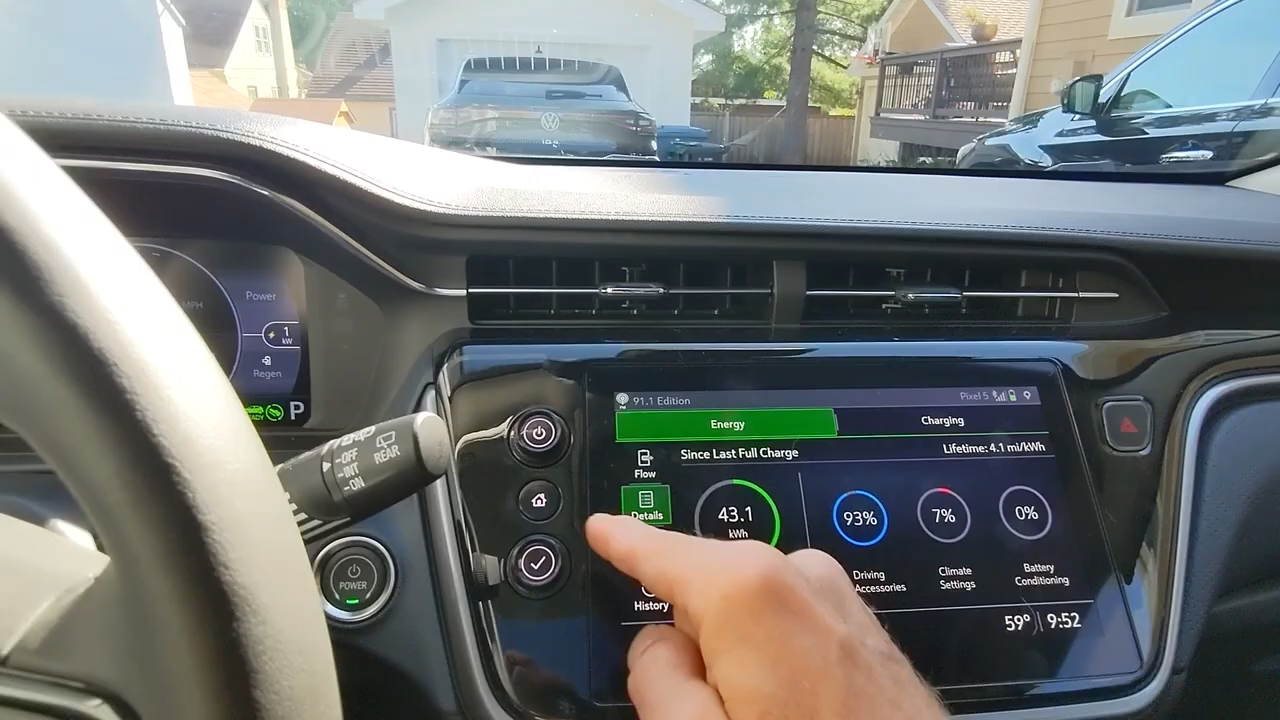 MPH
Power
1
kW
Regen
READY
P
REAR
OFF
INT
ON
POWER
91.1 Edition
Pixel 5
Energy
Charging
Since Last Full Charge
Lifetime: 4.1 mi/kWh
Flow
Details
History
43.1
kWh
93%
7%
0%
Driving
Accessories
Climate
Settings
Battery
Conditioning
59° 9:52